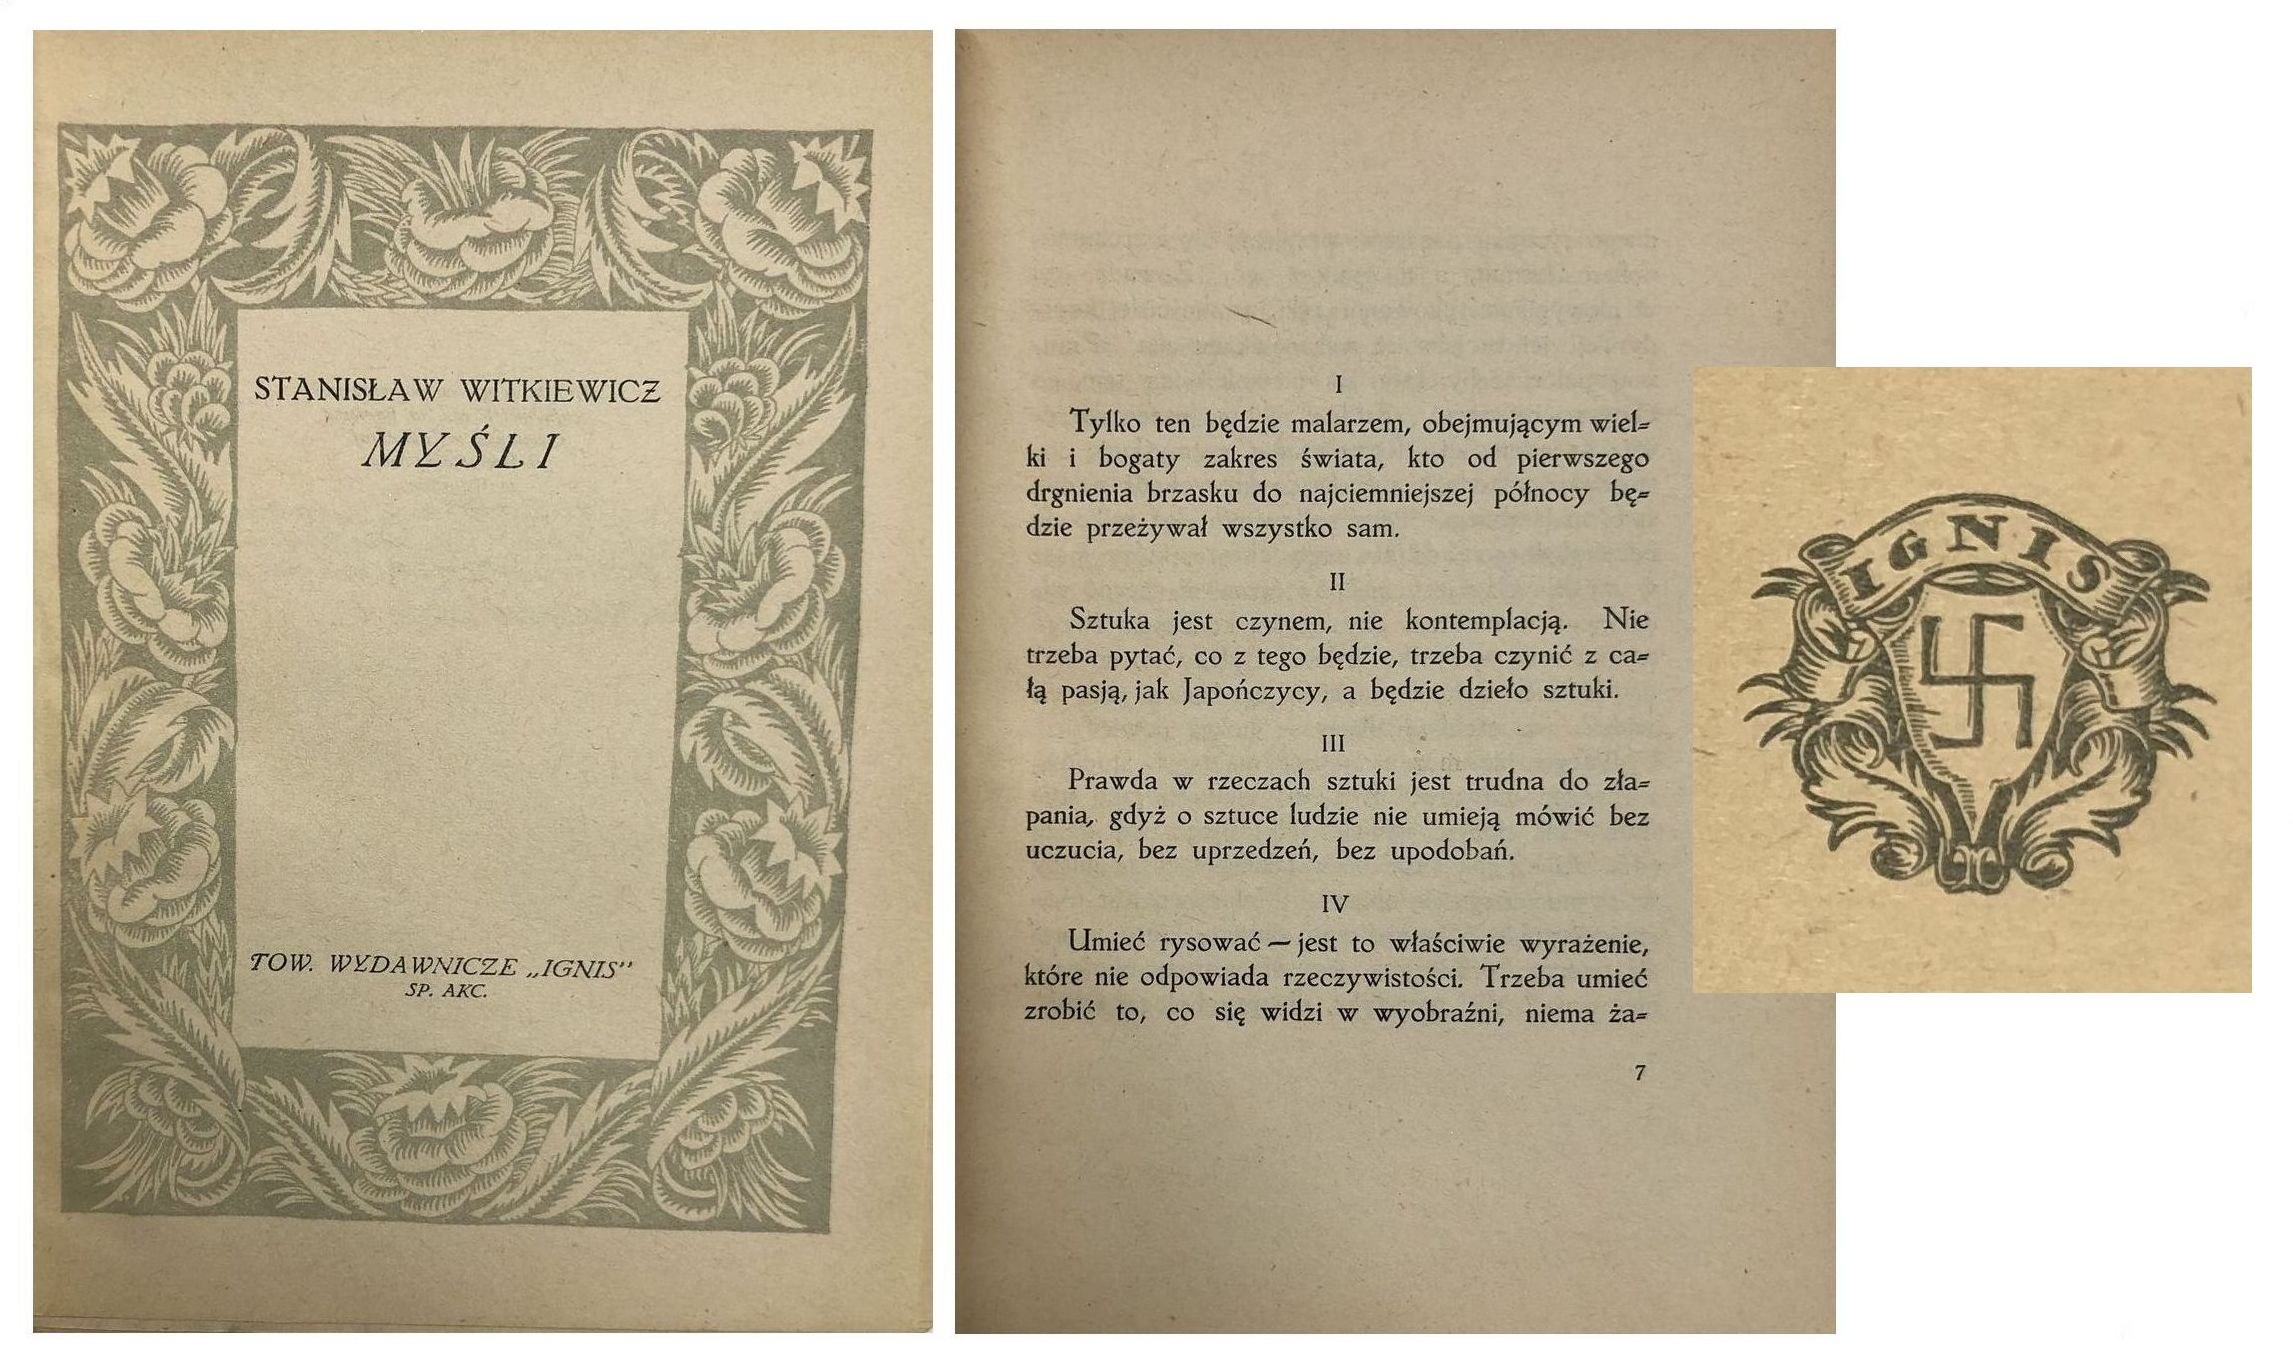 STANISŁAW WITKIEWICZ
MYŚLI
TOW. WYDAWNICZE „IGNIS”
SP. AKC.
I
Tylko ten będzie malarzem, obejmującym wiel-
ki i bogaty zakres świata, kto od pierwszego
drgnienia brzasku do najciemniejszej północy bę-
dzie przeżywał wszystko sam.
II
Sztuka jest czynem, nie kontemplacją. Nie
trzeba pytać, co z tego będzie, trzeba czynić z ca-
łą pasją, jak Japończycy, a będzie dzieło sztuki.
III
Prawda w rzeczach sztuki jest trudna do zła-
pania, gdyż o sztuce ludzie nie umieją mówić bez
uczucia, bez uprzedzeń, bez upodobań.
IV
Umieć rysować — jest to właściwie wyrażenie,
które nie odpowiada rzeczywistości. Trzeba umieć
zrobić to, co się widzi w wyobraźni, niema ża-
7
IGNIS